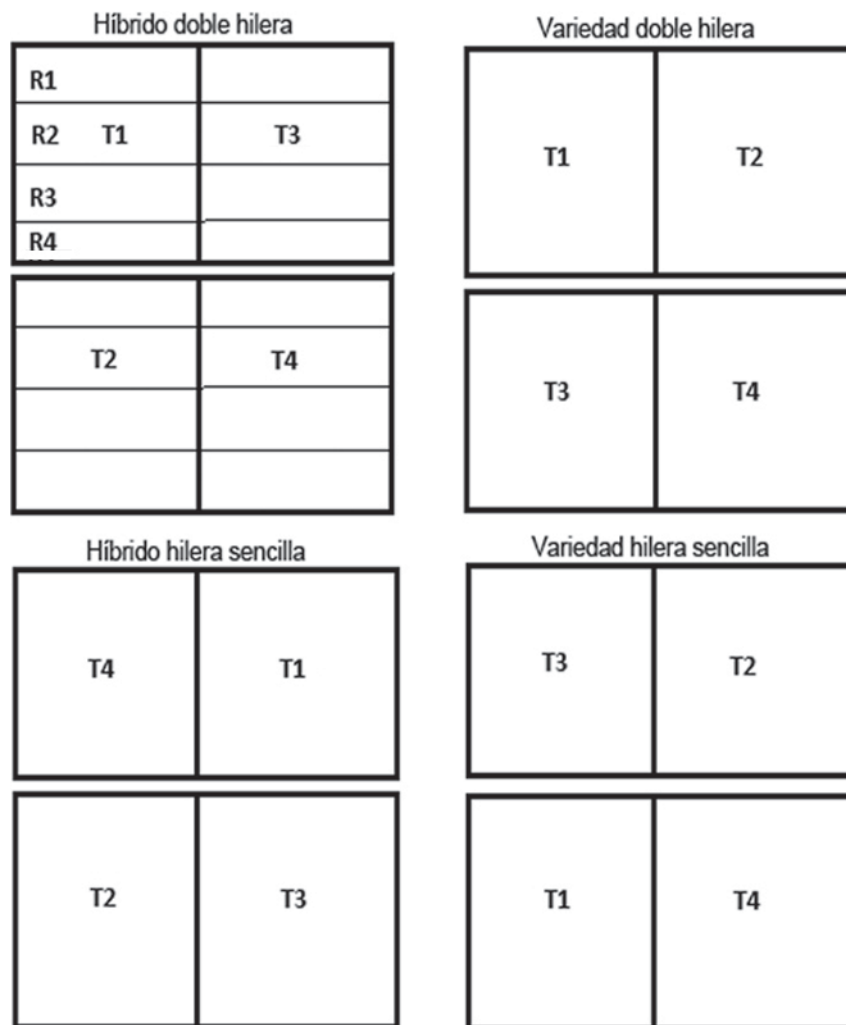 Híbrido doble hilera
R1
R2 T1 T3
R3
R4
T2 T4
Variedad doble hilera
T1 T2
T3 T4
Híbrido hilera sencilla
T4 T1
T2 T3
Variedad hilera sencilla
T3 T2
T1 T4